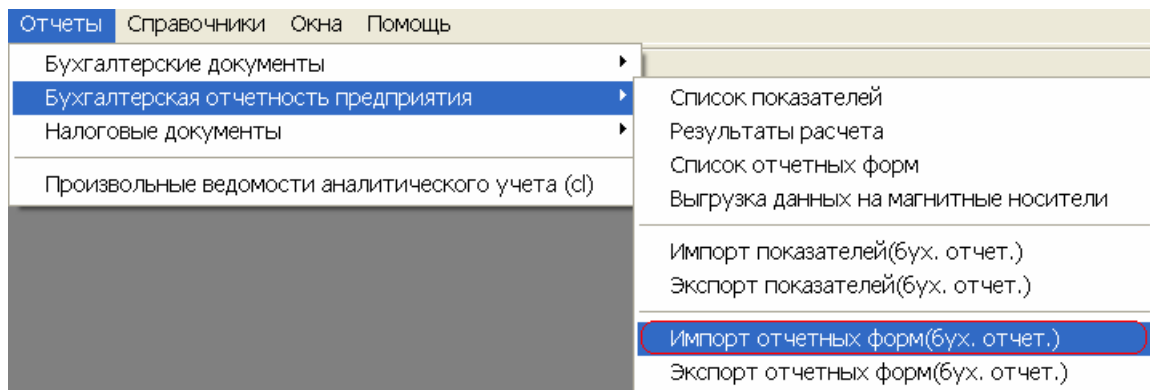 Отчеты Справочники Окна Помощь
Бухгалтерские документы
Бухгалтерская отчетность предприятия
Налоговые документы
Произвольные ведомости аналитического учета (cl)
Список показателей
Результаты расчета
Список отчетных форм
Выгрузка данных на магнитные носители
Импорт показателей(бух. отчет.)
Экспорт показателей(бух. отчет.)
Импорт отчетных форм(бух. отчет.)
Экспорт отчетных форм(бух. отчет.)